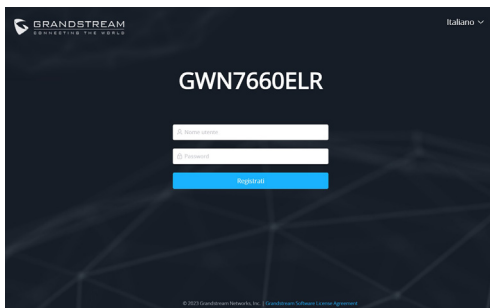 GRANDSTREAM
CONNECTING THE WORLD
Italiano
GWN7660ELR
Nome utente
Password
Registrati
© 2023 Grandstream Networks, Inc. | Grandstream Software License Agreement